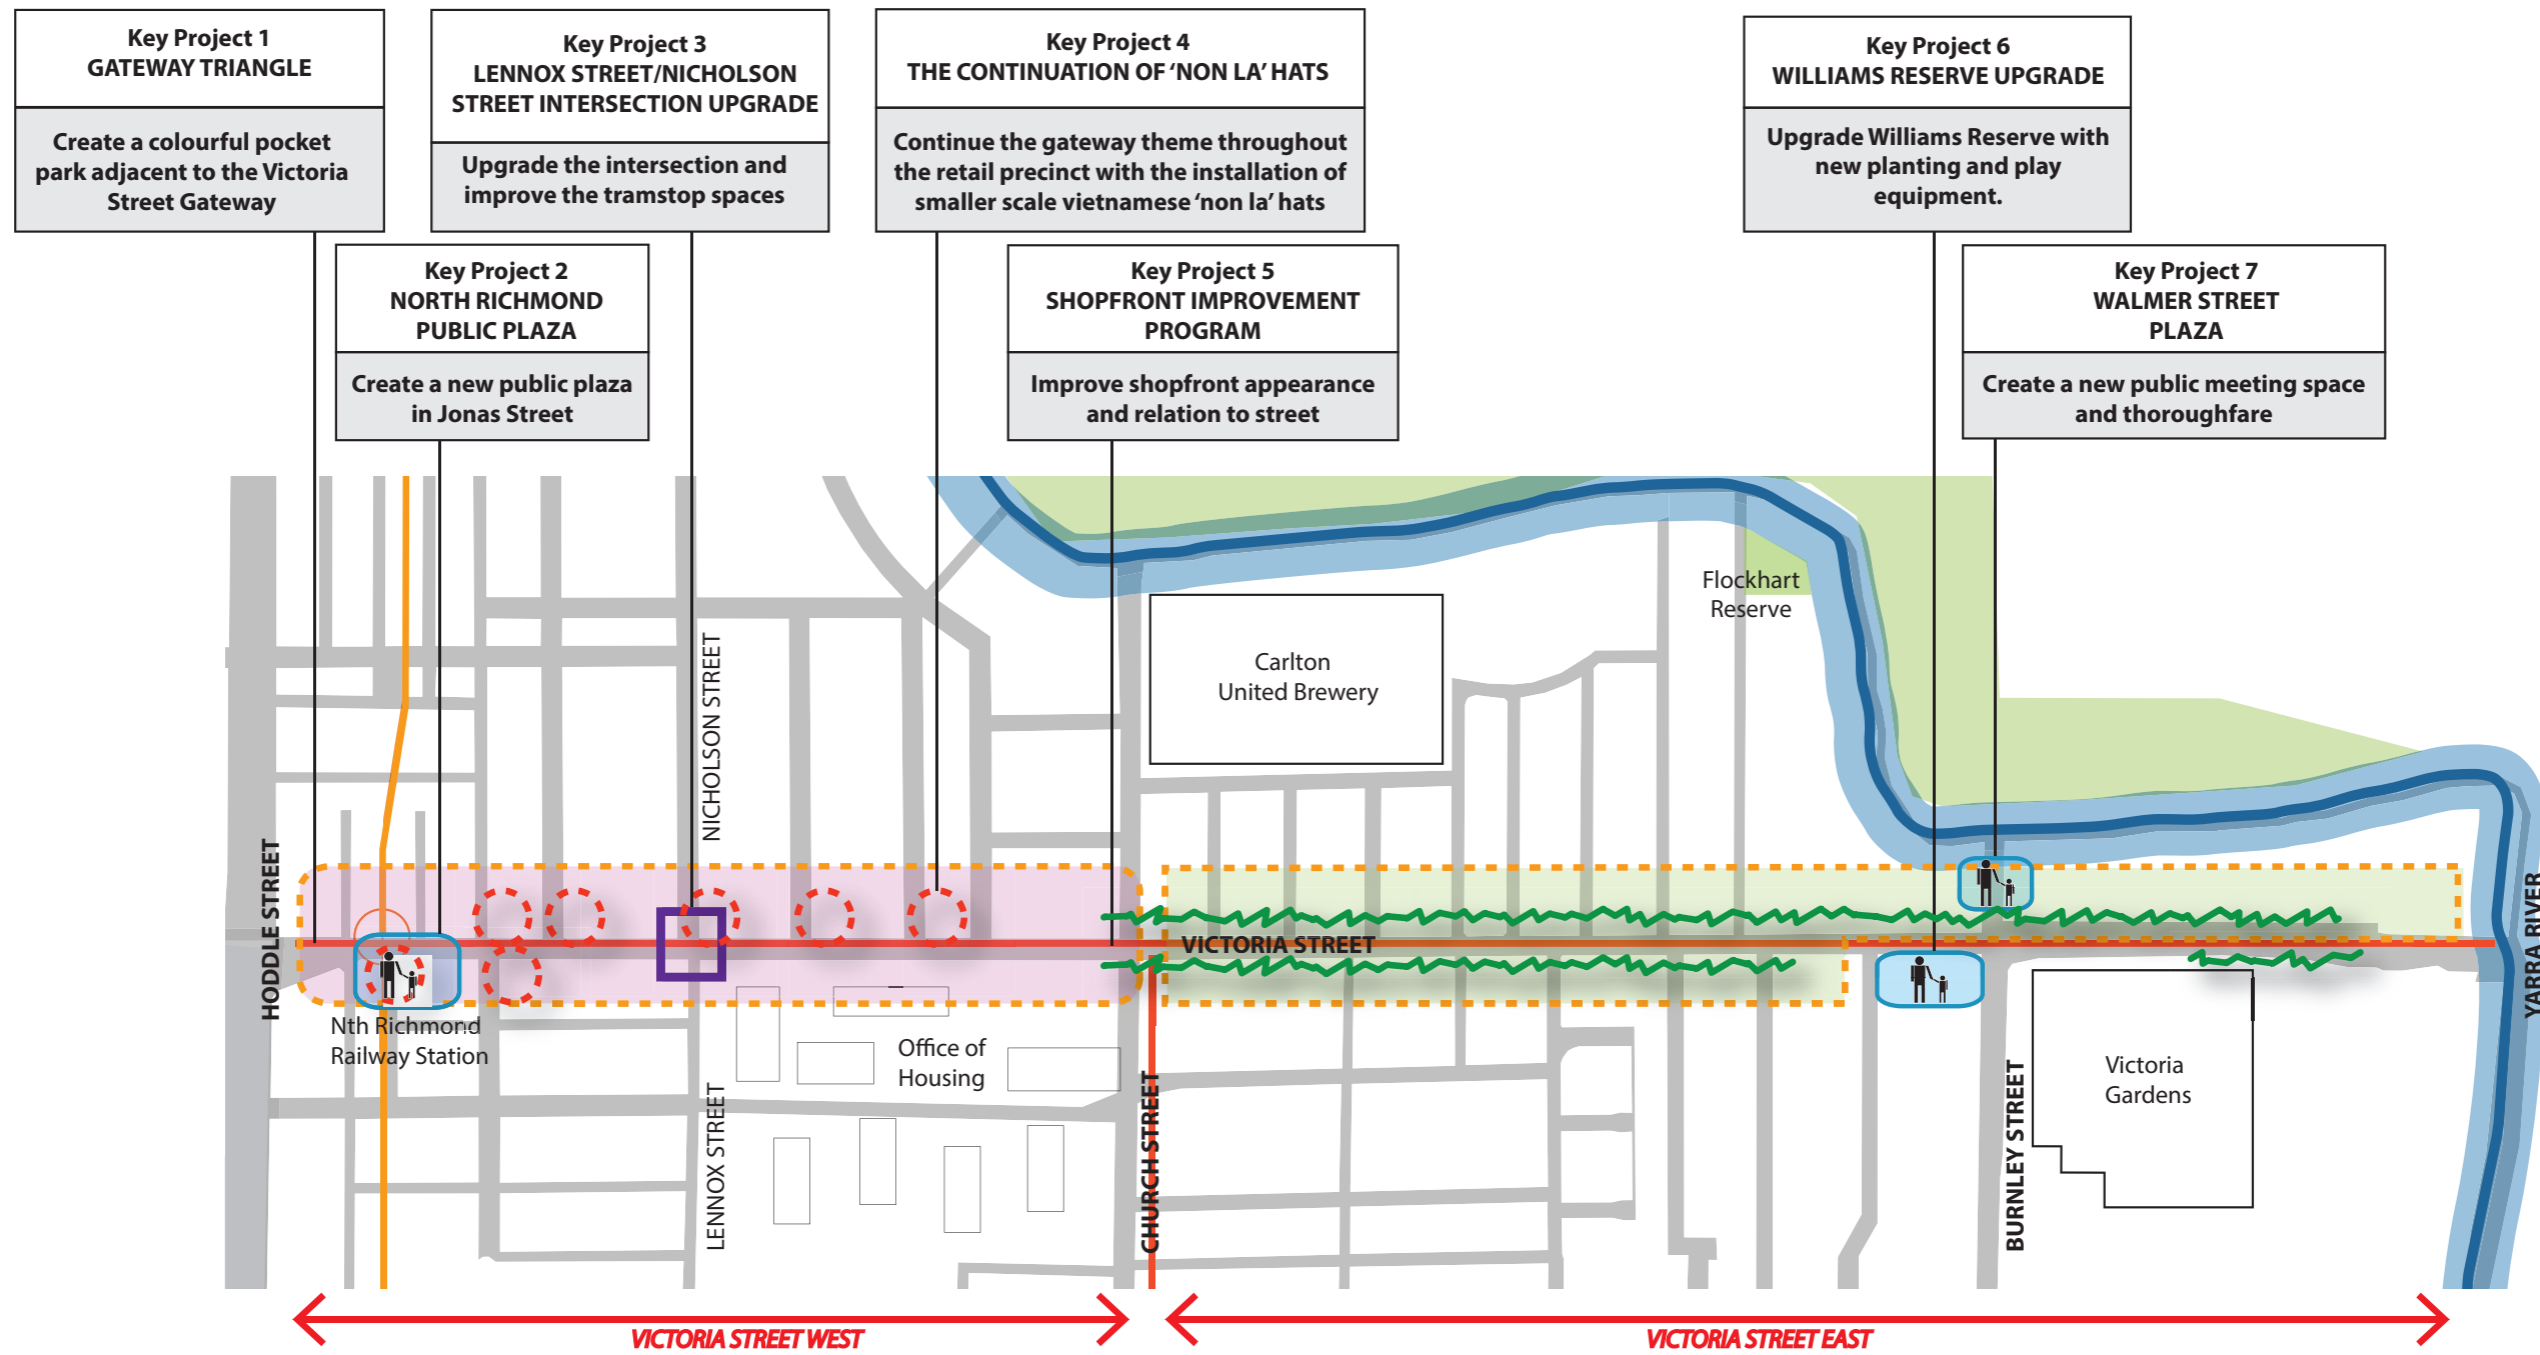 Key Project 1
GATEWAY TRIANGLE
Create a colourful pocket
park adjacent to the Victoria
Street Gateway
Key Project 2
NORTH RICHMOND
PUBLIC PLAZA
Create a new public plaza
in Jonas Street
Key Project 3
LENNOX STREET/NICHOLSON
STREET INTERSECTION UPGRADE
Upgrade the intersection and
improve the tramstop spaces
Key Project 4
THE CONTINUATION OF ‘NON LA’ HATS
Continue the gateway theme throughout
the retail precinct with the installation of
smaller scale vietnamese ‘non la’ hats
Key Project 5
SHOPFRONT IMPROVEMENT
PROGRAM
Improve shopfront appearance
and relation to street
Key Project 6
WILLIAMS RESERVE UPGRADE
Upgrade Williams Reserve with
new planting and play
equipment.
Key Project 7
WALMER STREET
PLAZA
Create a new public meeting space
and thoroughfare
Flockhart
Reserve
Carlton
United Brewery
NICHOLSON STREET
HODDLE STREET
VICTORIA STREET
YARRA RIVER
Nth Richmond
Railway Station
Office of
Housing
LENNOX STREET
CHURCH STREET
BURNLEY STREET
Victoria
Gardens
VICTORIA STREET WEST
VICTORIA STREET EAST